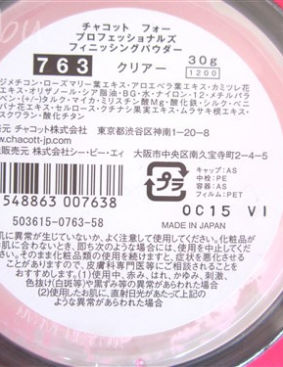 チャコット フォー
プロフェッショナルズ
フィニッシングパウダー
763 クリアー 30g
1200
ジメチコン・ローズマリー葉エキス・アロエベラ葉エキス・カミツレ花
エキス・オリザノール・シア脂油・BG・水・ナイロン-12・メチルパラ
ベン・(+/-)タルク・マイカ・ミリスチン酸Mg・酸化鉄・シルク・ベニ
バナ花エキス・セルロース・クチナシ果実エキス・ムラサキ根エキス・
スクワラン・酸化チタン
売元 チャコット株式会社 東京都渋谷区神南1-20-8
www.chacott-jp.com
販売元 株式会社シー・ビー・エィ 大阪市中央区南久宝寺町2-4-5
プラ
キャップ:AS
中栓:PE
容器:AS
フィルム:PET
548863 007638
503615-0763-58
0C15 VI
MADE IN JAPAN
に異常が生じていないか、よく注意して使用してください。化粧品が
肌に合わないとき、即ち次のような場合には、使用を中止してくだ
さい。そのまま化粧品類の使用を続けますと、症状を悪化させる
ことがありますので、皮膚科専門医等にご相談されることを
おすすめします。(1)使用中、赤み、はれ、かゆみ、刺激、
色抜け(白斑等)や黒ずみ等の異常があらわれた場合
(2)使用したお肌に、直射日光があたって上記の
ような異常があらわれた場合